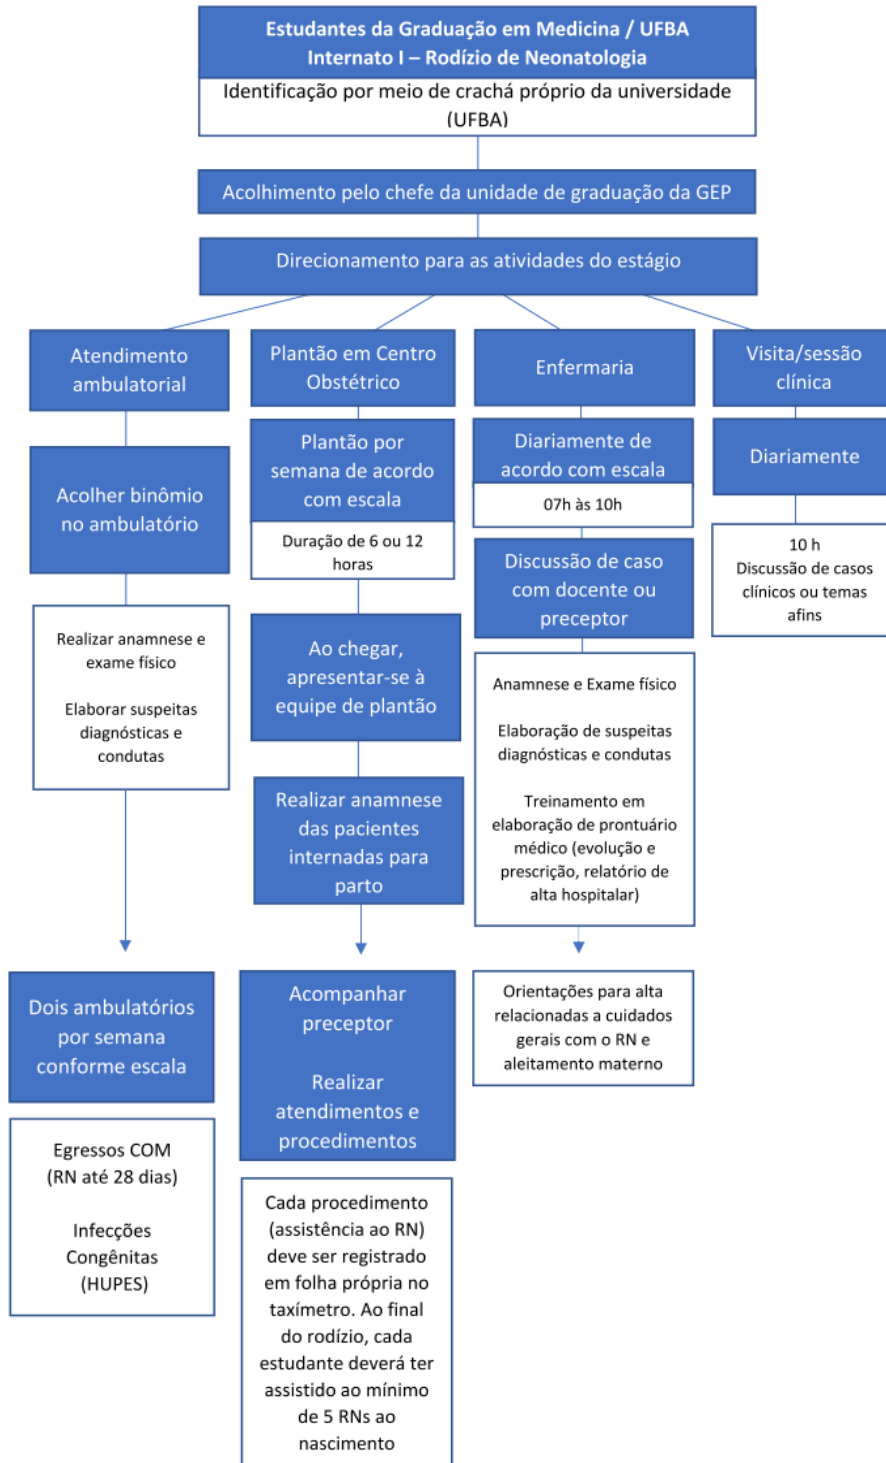 Estudantes da Graduação em Medicina / UFBA
Internato I – Rodízio de Neonatologia
Identificação por meio de crachá próprio da universidade
(UFBA)
Acolhimento pelo chefe da unidade de graduação da GEP
Direcionamento para as atividades do estágio
Atendimento
ambulatorial
Acolher binômio
no ambulatório
Realizar anamnese e
exame físico
Elaborar suspeitas
diagnósticas e
condutas
Dois ambulatórios
por semana
conforme escala
Egressos COM
(RN até 28 dias)
Infecções
Congênitas
(HUPES)
Plantão em Centro
Obstétrico
Plantão por
semana de acordo
com escala
Duração de 6 ou 12
horas
Ao chegar,
apresentar-se à
equipe de plantão
Realizar anamnese
das pacientes
internadas para
parto
Acompanhar
preceptor
Realizar
atendimentos e
procedimentos
Cada procedimento
(assistência ao RN)
deve ser registrado
em folha própria no
taxímetro. Ao final
do rodízio, cada
estudante deverá ter
assistido ao mínimo
de 5 RNs ao
nascimento
Enfermaria
Diariamente de
acordo com escala
07h às 10h
Discussão de caso
com docente ou
preceptor
Anamnese e Exame físico
Elaboração de suspeitas
diagnósticas e condutas
Treinamento em
elaboração de prontuário
médico (evolução e
prescrição, relatório de
alta hospitalar)
Orientações para alta
relacionadas a cuidados
gerais com o RN e
aleitamento materno
Visita/sessão
clínica
Diariamente
10 h
Discussão de casos
clínicos ou temas
afins